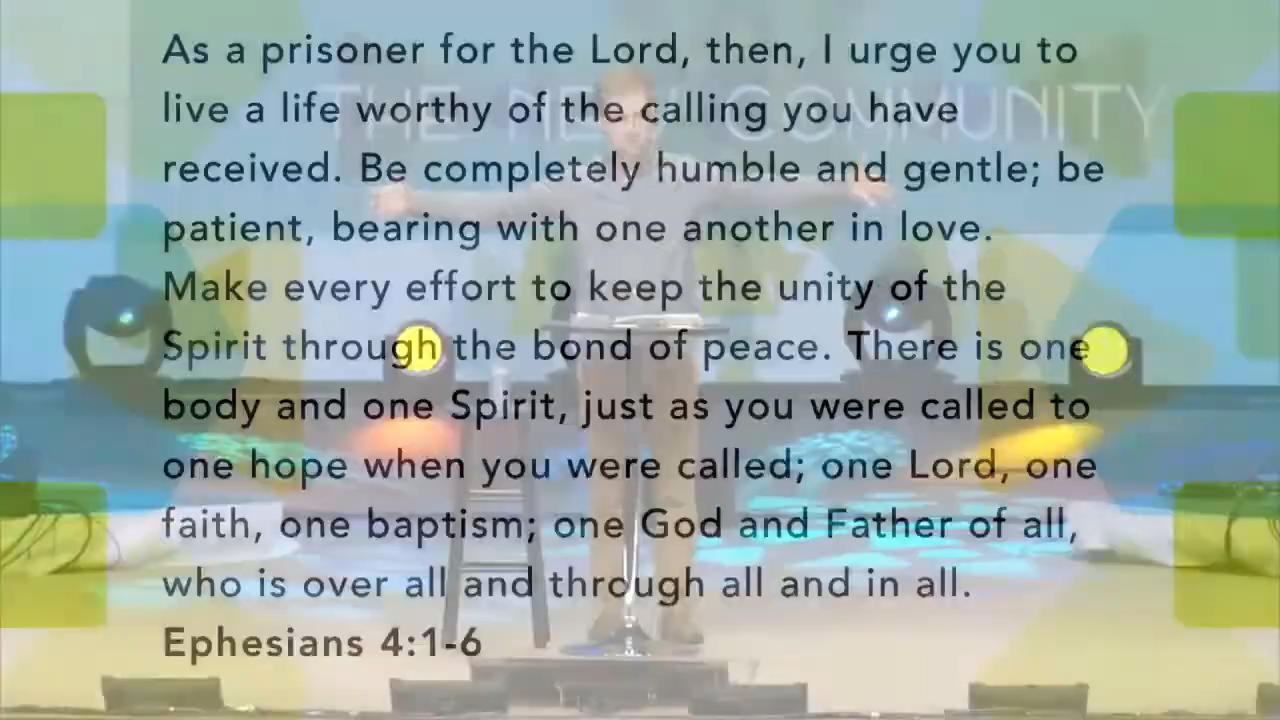 As a prisoner for the Lord, then, I urge you to
live a life worthy of the calling you have
received. Be completely humble and gentle; be
patient, bearing with one another in love.
Make every effort to keep the unity of the
Spirit through the bond of peace. There is one
body and one Spirit, just as you were called to
one hope when you were called; one Lord, one
faith, one baptism; one God and Father of all,
who is over all and through all and in all.
Ephesians 4:1-6
THE NEW COMMUNITY